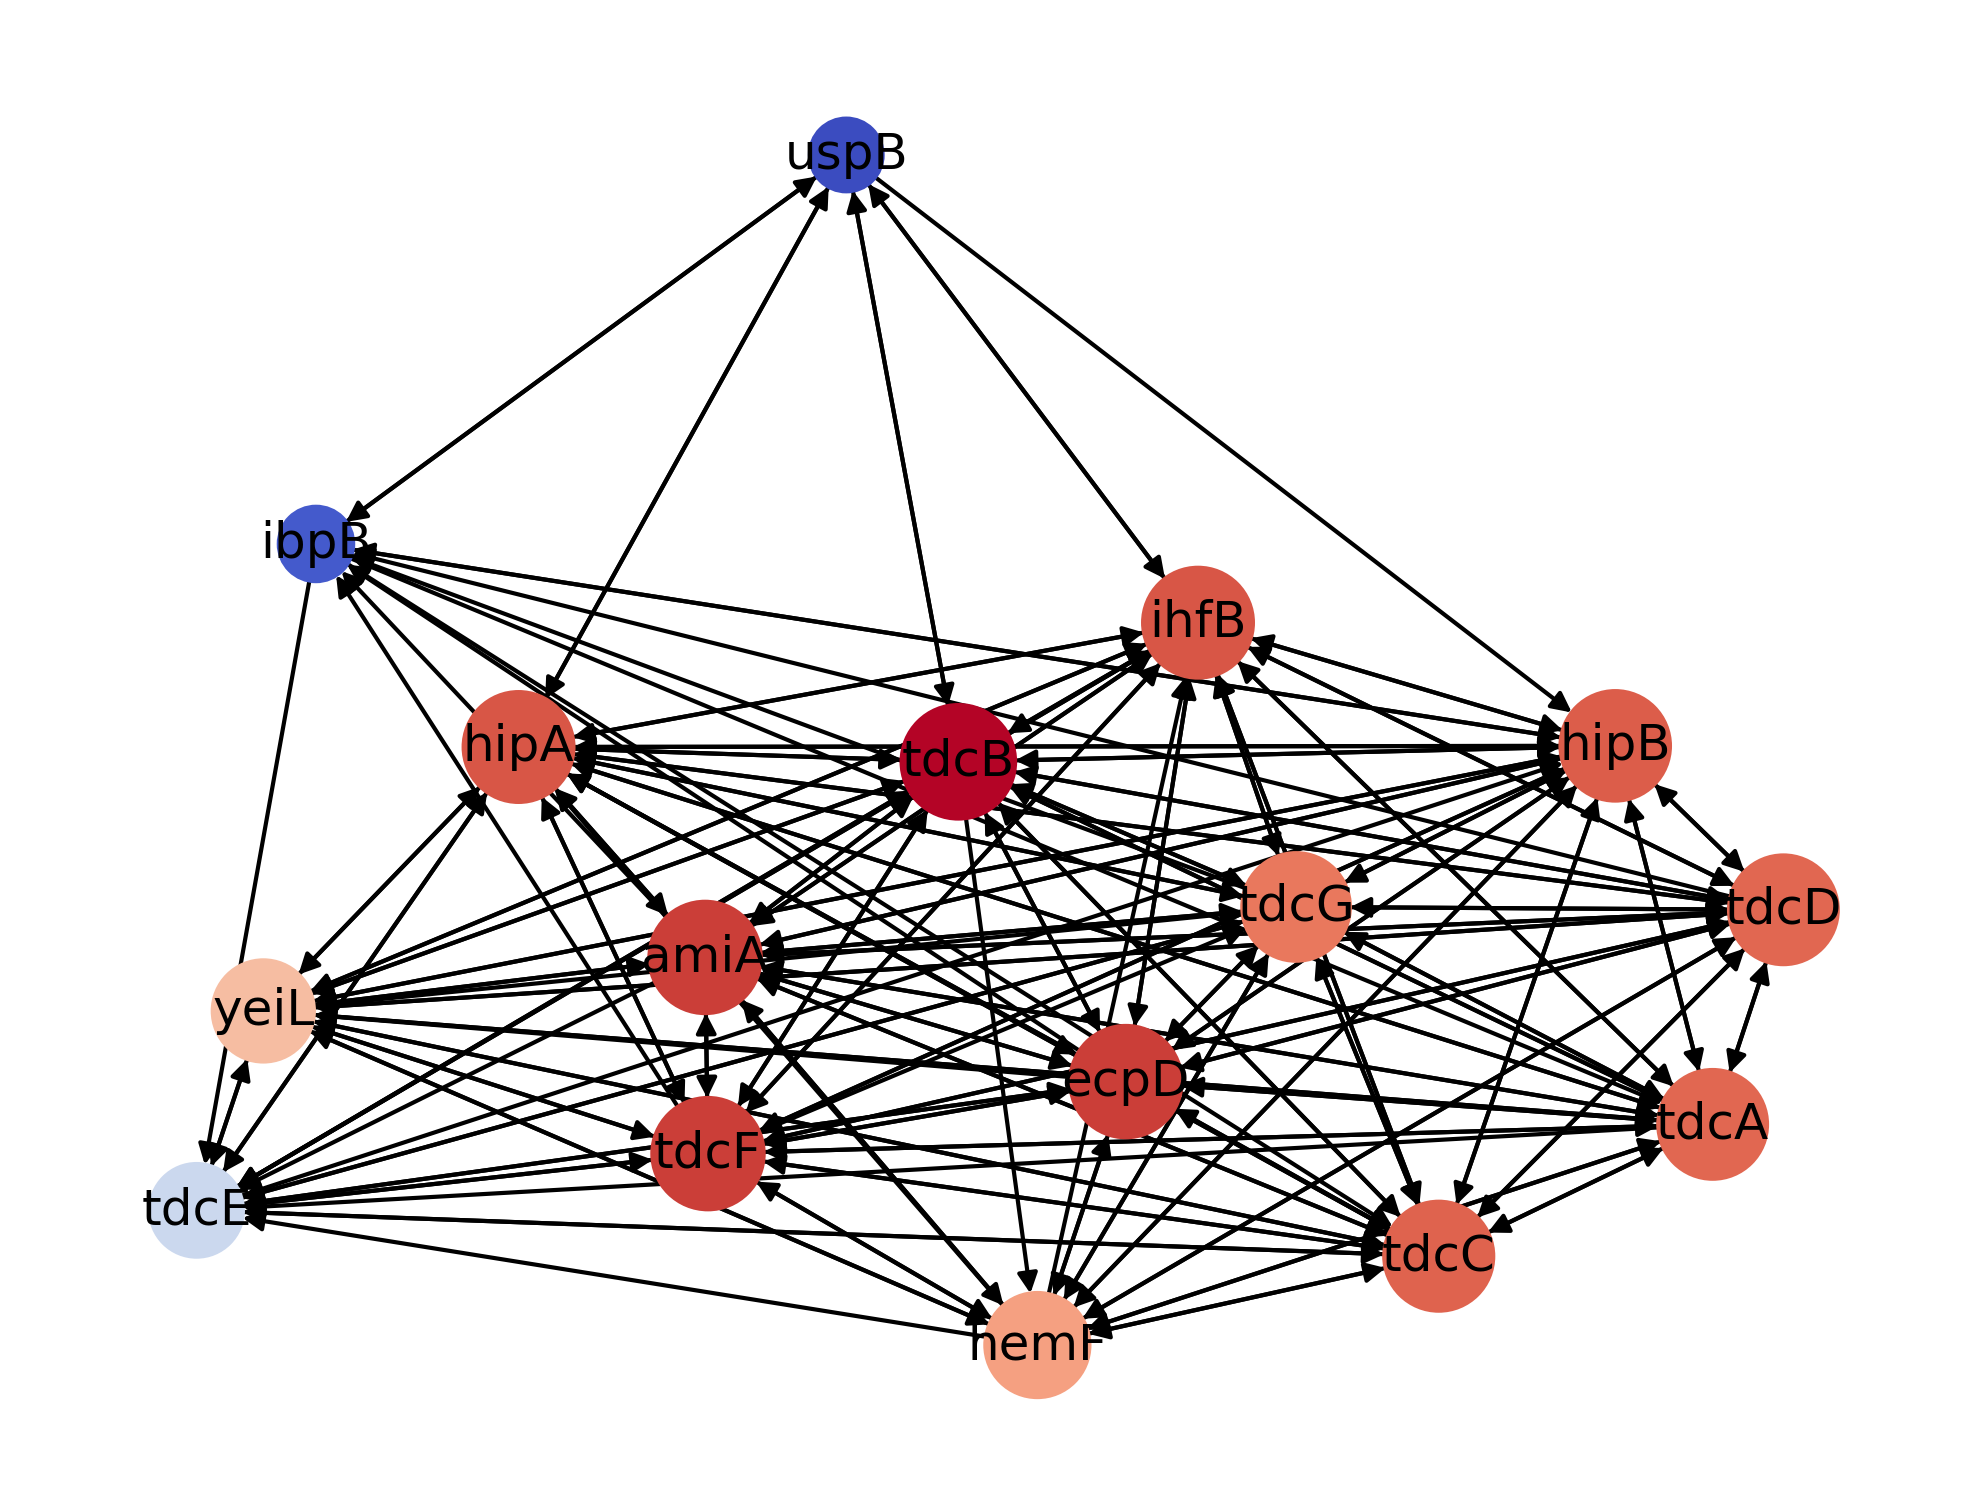 uspB
ibpB
ihfB
hipA
tdcB
hipB
tdcG
tdcD
amiA
yeiL
ecpD
tdcA
tdcF
tdcE
tdcC
hemF